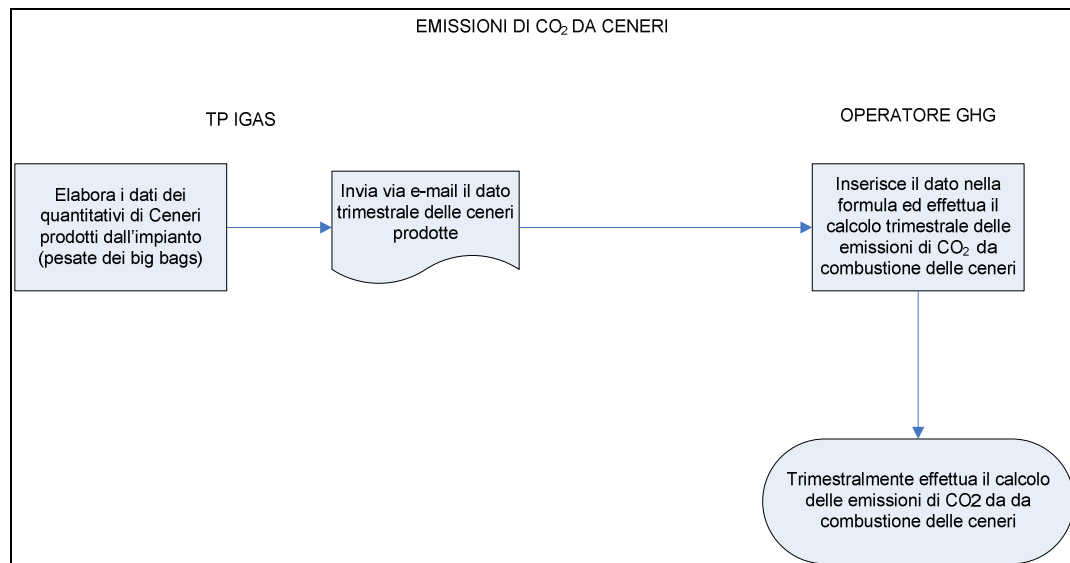 EMISSIONI DI CO₂ DA CENERI
TP IGAS
OPERATORE GHG
Elabora i dati dei
quantitativi di Ceneri
prodotti dall'impianto
(pesate dei big bags)
Invia via e-mail il dato
trimestrale delle ceneri
prodotte
Inserisce il dato nella
formula ed effettua il
calcolo trimestrale delle
emissioni di CO₂ da
combustione delle ceneri
Trimestralmente effettua il calcolo
delle emissioni di CO2 da da
combustione delle ceneri